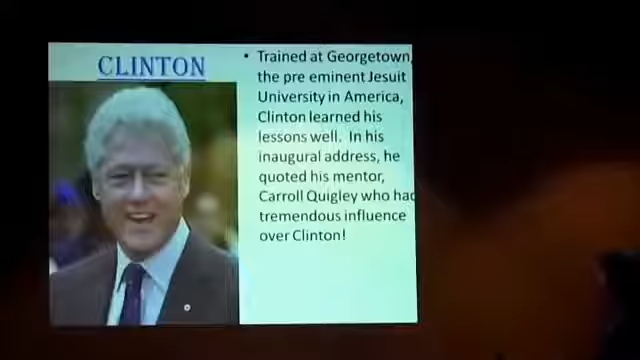 CLINTON
• Trained at Georgetown,
the pre eminent Jesuit
University in America,
Clinton learned his
lessons well. In his
inaugural address, he
quoted his mentor,
Carroll Quigley who had
tremendous influence
over Clinton!